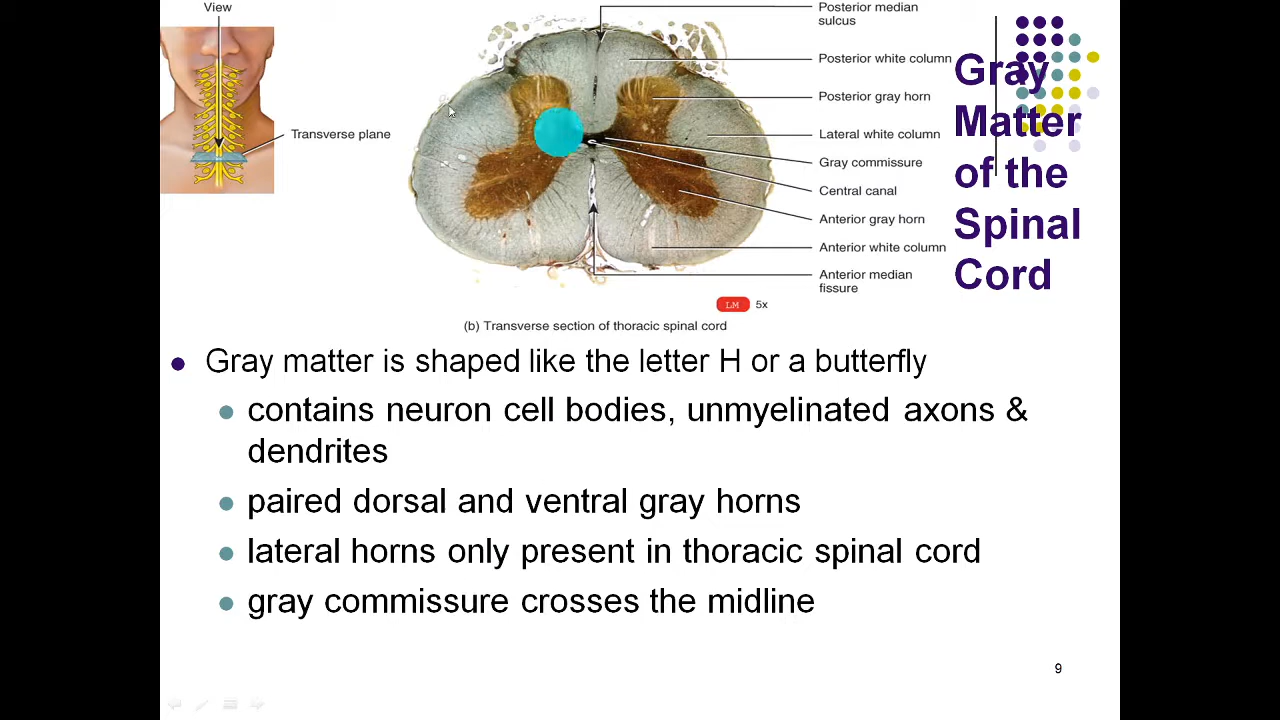 View
Transverse plane
Posterior median
sulcus
Posterior white column
Posterior gray horn
Lateral white column
Gray commissure
Central canal
Anterior gray horn
Anterior white column
Anterior median
fissure
LM 5x
(b) Transverse section of thoracic spinal cord
Gray
Matter
of the
Spinal
Cord
Gray matter is shaped like the letter H or a butterfly
contains neuron cell bodies, unmyelinated axons &
dendrites
paired dorsal and ventral gray horns
lateral horns only present in thoracic spinal cord
gray commissure crosses the midline
9